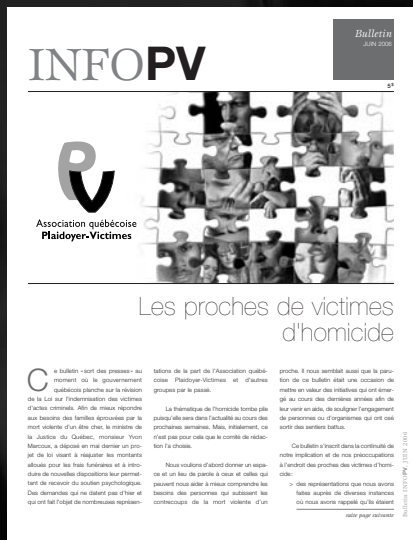 Bulletin
JUIN 2006
INFOPV
5$
PV
Association québécoise
Plaidoyer-Victimes
Les proches de victimes
d'homicide
Ce bulletin «sort des presses» au
moment où le gouvernement
québécois planche sur la révision
de la Loi sur l'indemnisation des victimes
d'actes criminels. Afin de mieux répondre
aux besoins des familles éprouvées par la
mort violente d'un être cher, le ministre de
la Justice du Québec, monsieur Yvon
Marcoux, a déposé en mai dernier un pro-
jet de loi visant à réajuster les montants
alloués pour les frais funéraires et à intro-
duire de nouvelles dispositions leur permet-
tant de recevoir du soutien psychologique.
Des demandes qui ne datent pas d'hier et
qui ont fait l'objet de nombreuses représen-
tations de la part de l'Association québé-
coise Plaidoyer-Victimes et d'autres
groupes par le passé.
La thématique de l'homicide tombe pile
puisqu'elle sera dans l'actualité au cours des
prochaines semaines. Mais, initialement, ce
n'est pas pour cela que le comité de rédac-
tion l'a choisie.
Nous voulions d'abord donner un espa-
ce et un lieu de parole à ceux et celles qui
peuvent nous aider à mieux comprendre les
besoins des personnes qui subissent les
contrecoups de la mort violente d'un
proche. Il nous semblait aussi que la paru-
tion de ce bulletin était une occasion de
mettre en valeur des initiatives qui ont émer-
gé au cours des dernières années afin de
leur venir en aide, de souligner l'engagement
de personnes ou d'organismes qui ont osé
sortir des sentiers battus.
Ce bulletin s'inscrit dans la continuité de
notre implication et de nos préoccupations
à l'endroit des proches des victimes d'homi-
cide:
> des représentations que nous avons
faites auprès de diverses instances
où nous avons rappelé qu'ils étaient
suite page suivante
Bulletin INFOPV_JUIN 2006